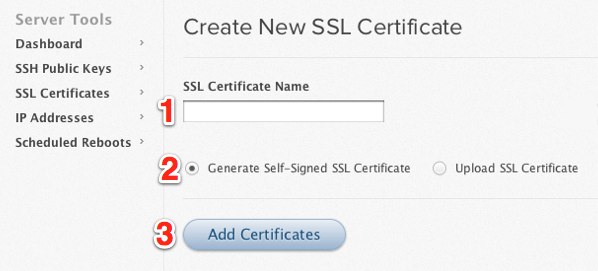 Server Tools
Dashboard
SSH Public Keys
SSL Certificates
IP Addresses
Scheduled Reboots
Create New SSL Certificate
SSL Certificate Name
1
2 Generate Self-Signed SSL Certificate Upload SSL Certificate
3 Add Certificates